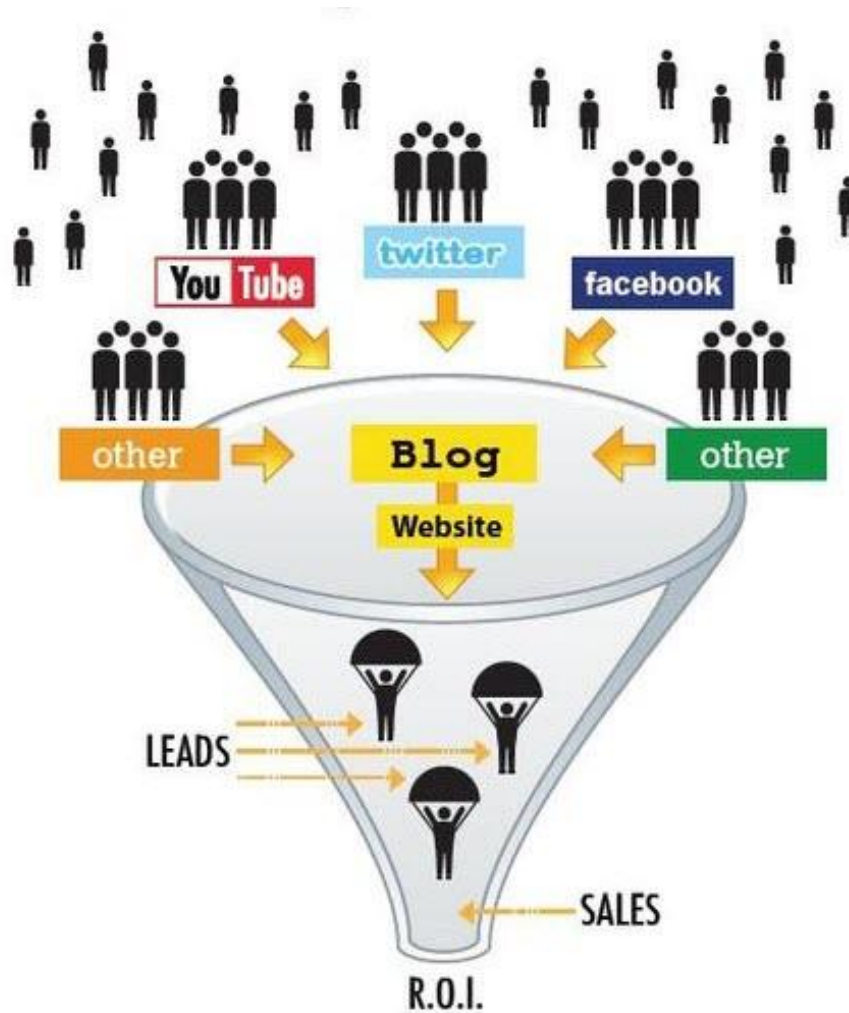 twitter
You Tube
facebook
other
other
Blog
Website
LEADS
SALES
R.O.I.